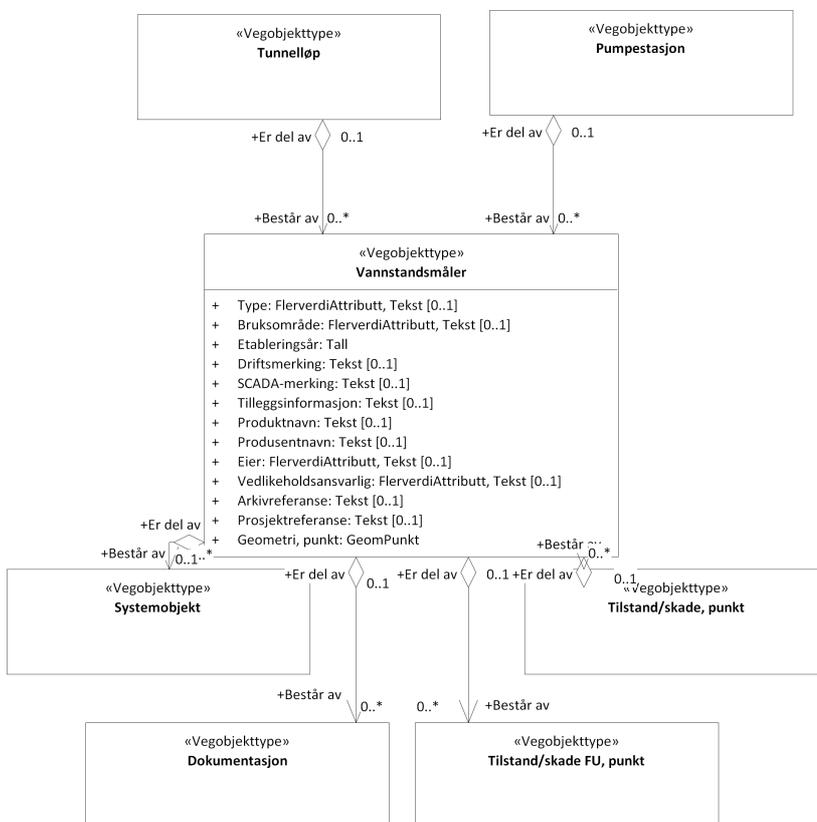 «Vegobjekttype»
Tunnelløp
«Vegobjekttype»
Pumpestasjon
+Er del av
0..1
+Er del av
0..1
+Består av
0..*
+Består av
0..*
«Vegobjekttype»
Vannstandsmåler
+ Type: FlerverdiAttributt, Tekst [0..1]
+ Bruksområde: FlerverdiAttributt, Tekst [0..1]
+ Etableringsår: Tall
+ Driftsmerking: Tekst [0..1]
+ SCADA-merking: Tekst [0..1]
+ Tilleggsinformasjon: Tekst [0..1]
+ Produktnavn: Tekst [0..1]
+ Produsentnavn: Tekst [0..1]
+ Eier: FlerverdiAttributt, Tekst [0..1]
+ Vedlikeholdsansvarlig: FlerverdiAttributt, Tekst [0..1]
+ Arkivreferanse: Tekst [0..1]
+ Prosjektreferanse: Tekst [0..1]
+ Geometri, punkt: GeomPunkt
+Er del av
+Består av
0..1
+Består av
0..*
+Er del av
0..1
+Er del av
0..1
+Er del av
0..1
«Vegobjekttype»
Systemobjekt
«Vegobjekttype»
Tilstand/skade, punkt
+Består av
0..*
0..*
+Består av
«Vegobjekttype»
Dokumentasjon
«Vegobjekttype»
Tilstand/skade FU, punkt